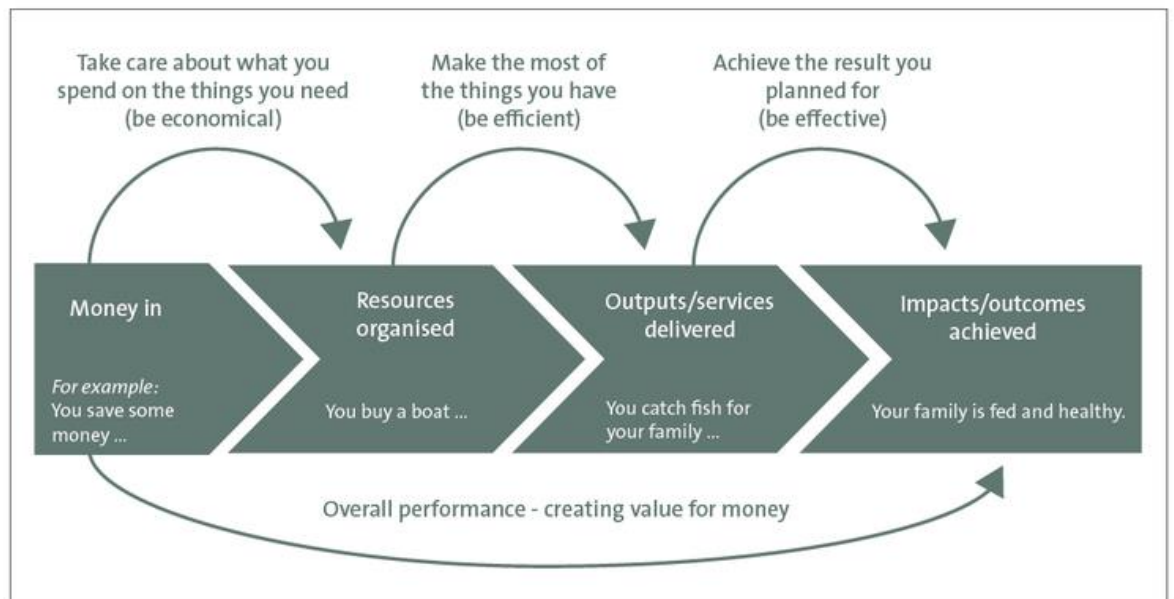 Take care about what you
spend on the things you need
(be economical)
Make the most of
the things you have
(be efficient)
Achieve the result you
planned for
(be effective)
Money in
For example:
You save some
money ...
Resources
organised
You buy a boat ...
Outputs/services
delivered
You catch fish for
your family ...
Impacts/outcomes
achieved
Your family is fed and healthy.
Overall performance - creating value for money